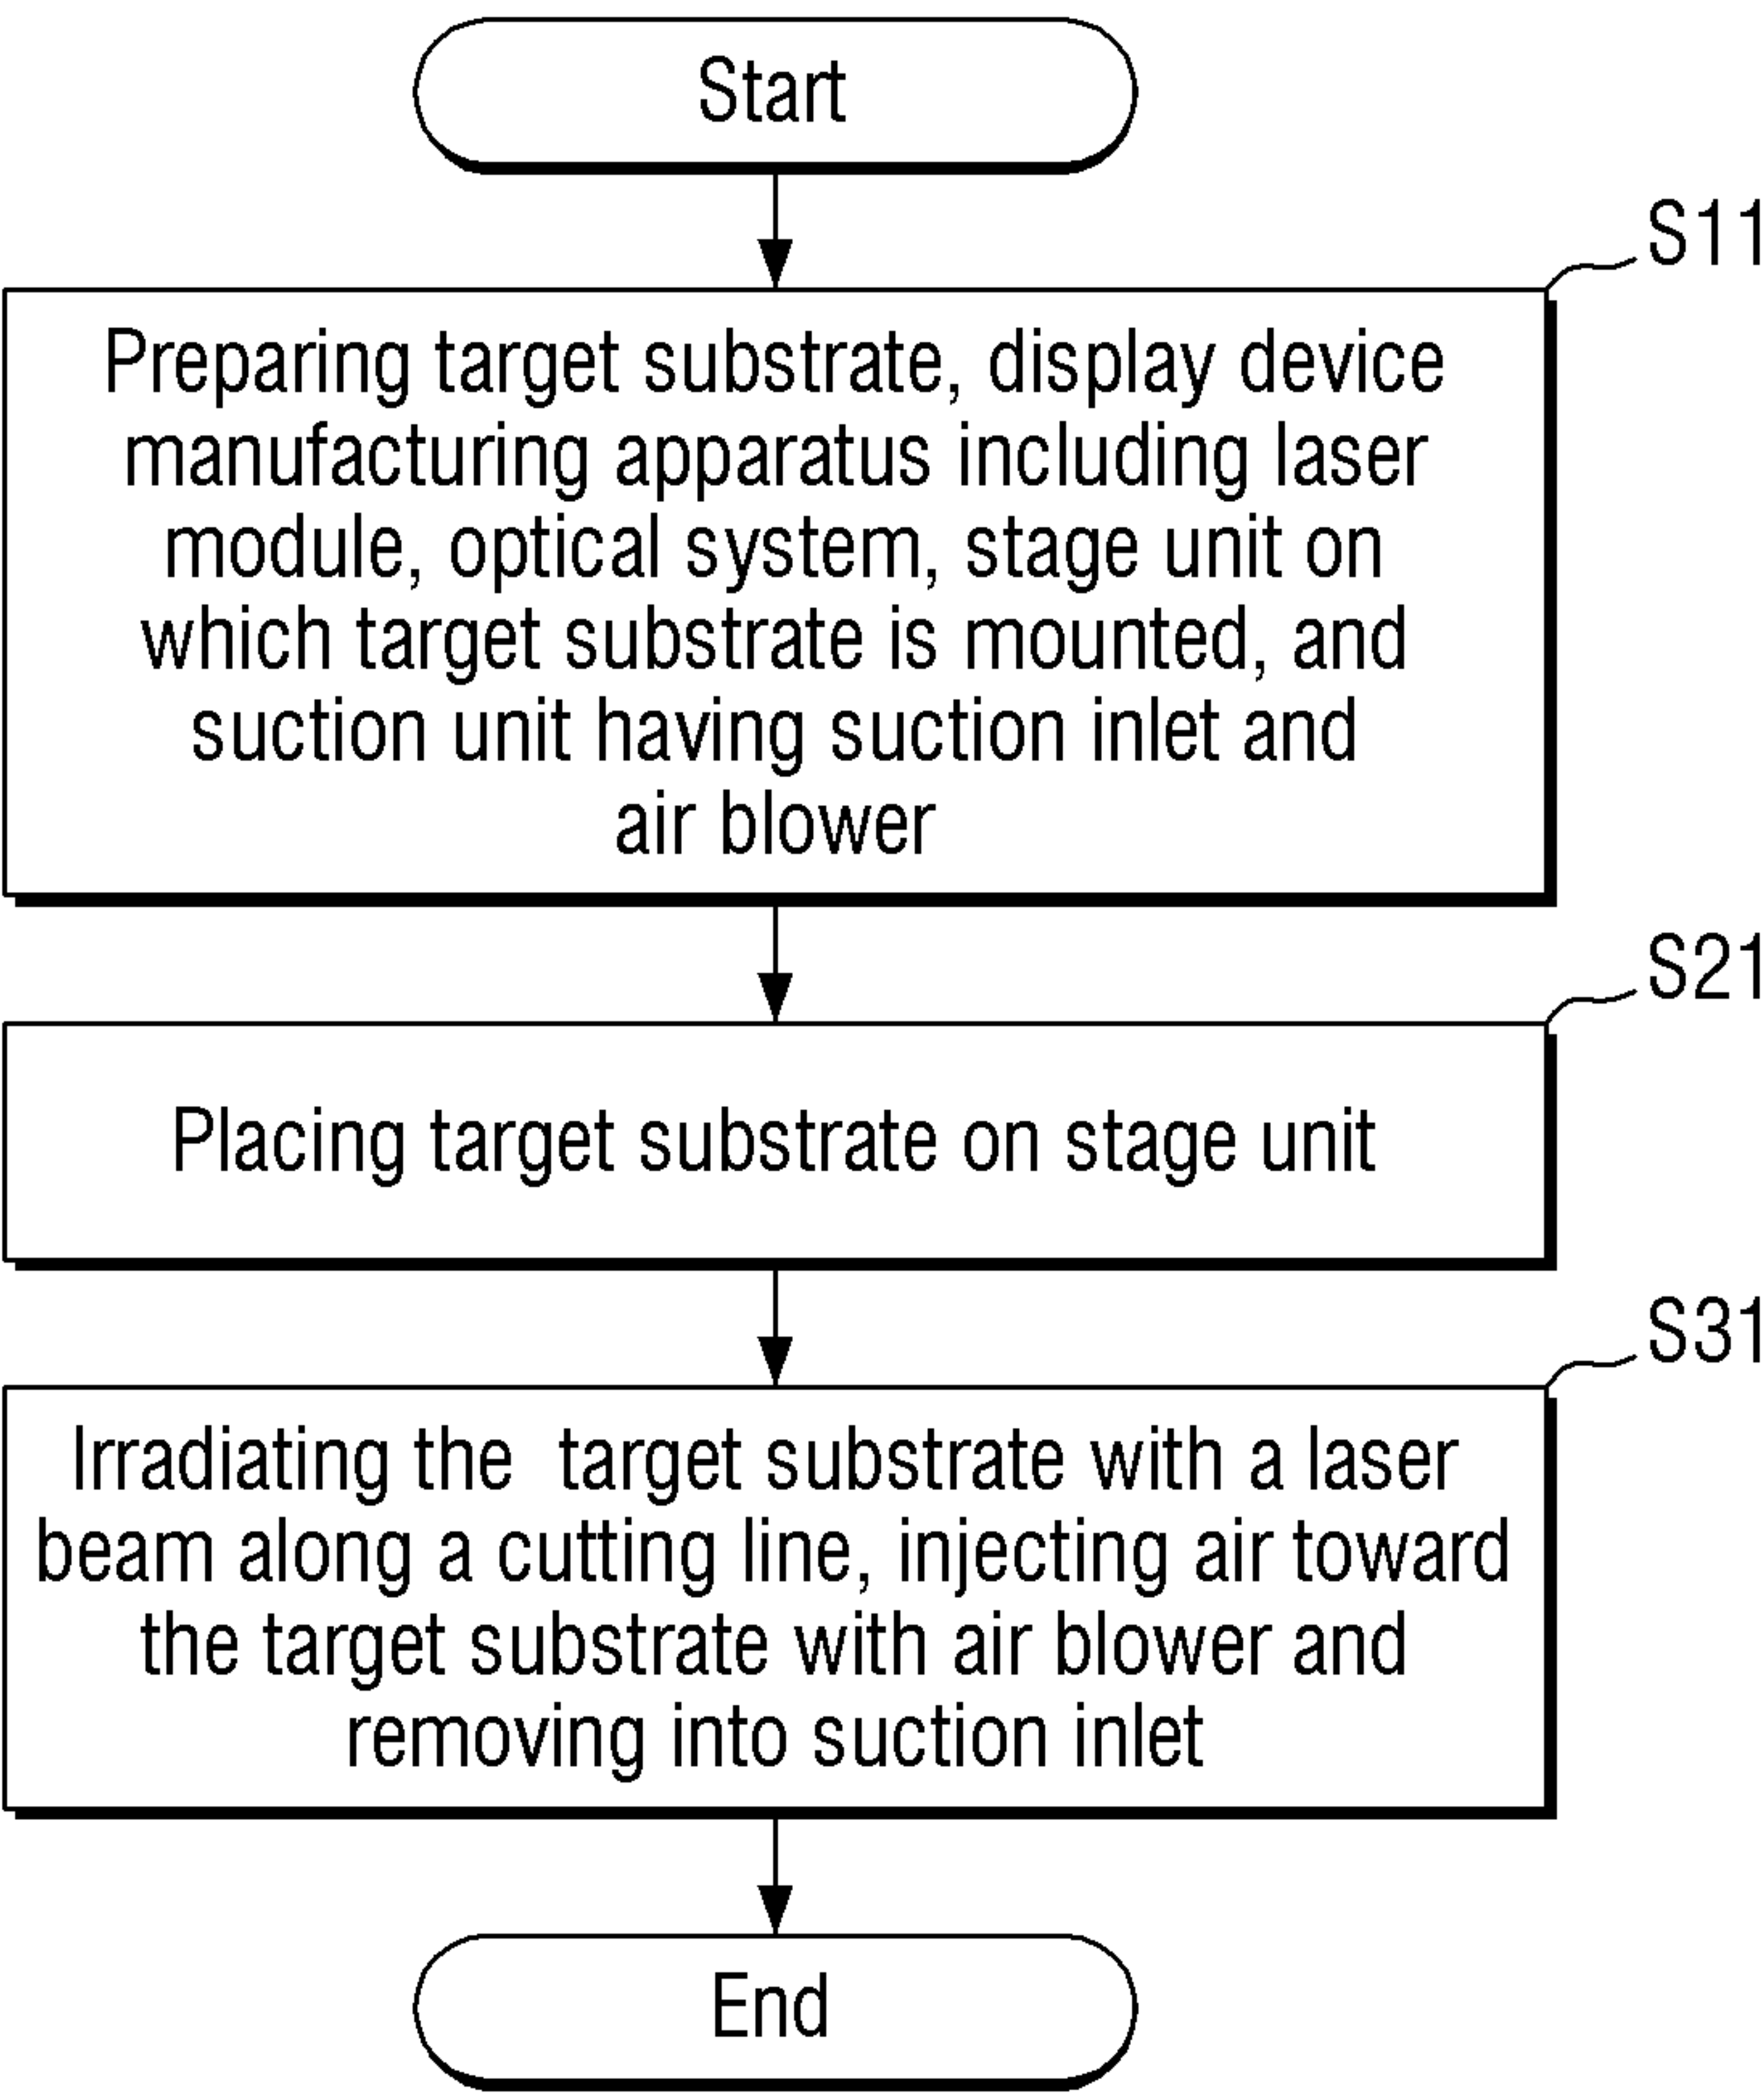 Start
S11
Preparing target substrate, display device
manufacturing apparatus including laser
module, optical system, stage unit on
which target substrate is mounted, and
suction unit having suction inlet and
air blower
S21
Placing target substrate on stage unit
S31
Irradiating the target substrate with a laser
beam along a cutting line, injecting air toward
the target substrate with air blower and
removing into suction inlet
End